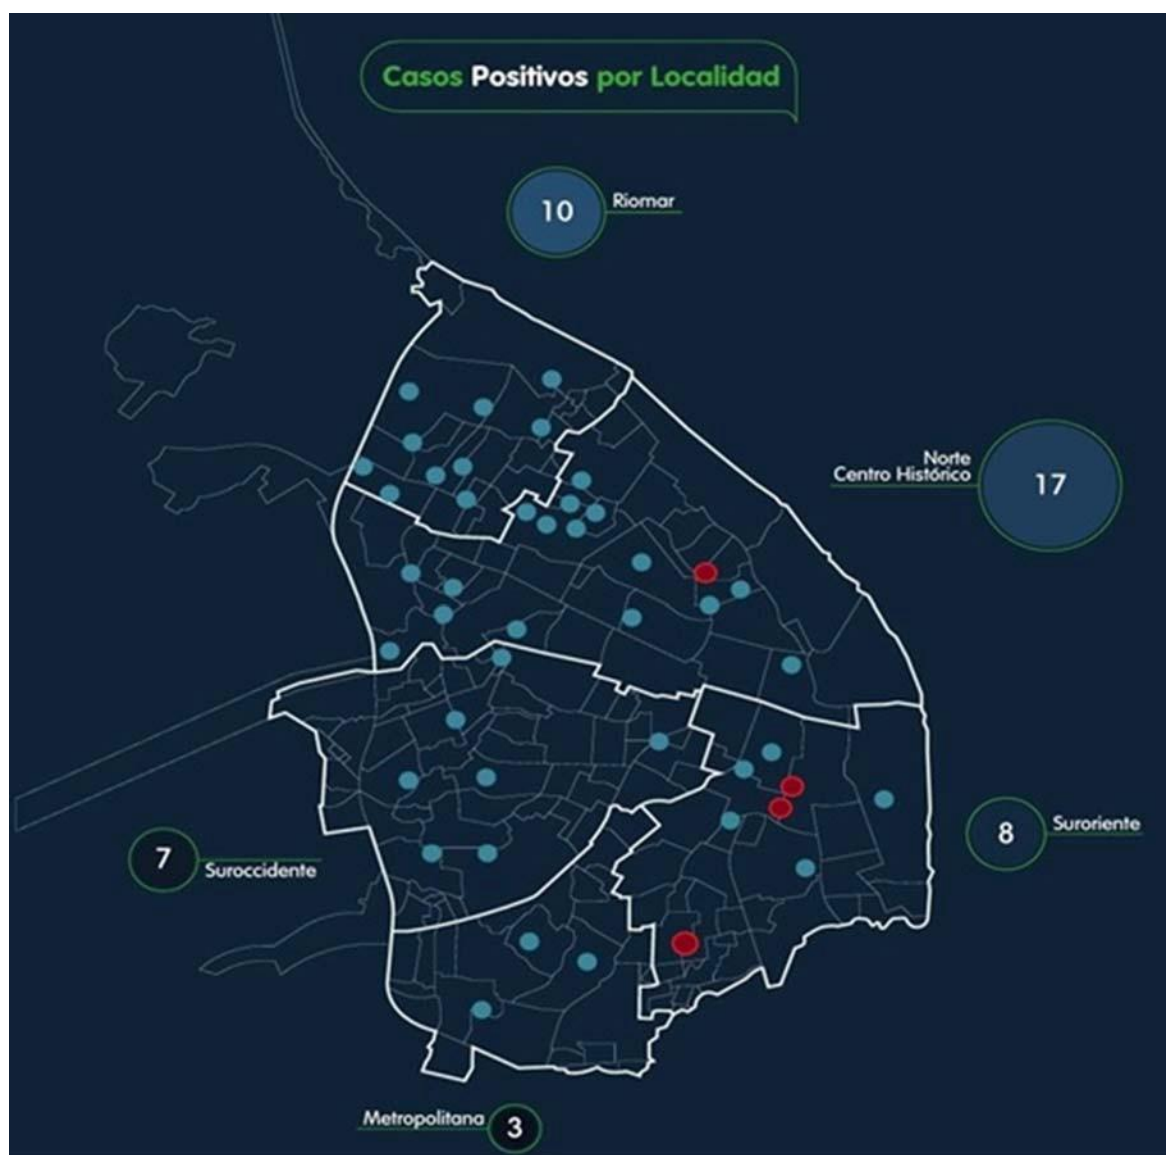 Casos Positivos por Localidad
10
Riomar
Norte
Centro Histórico
17
8
Suroriente
7
Suroccidente
Metropolitana
3